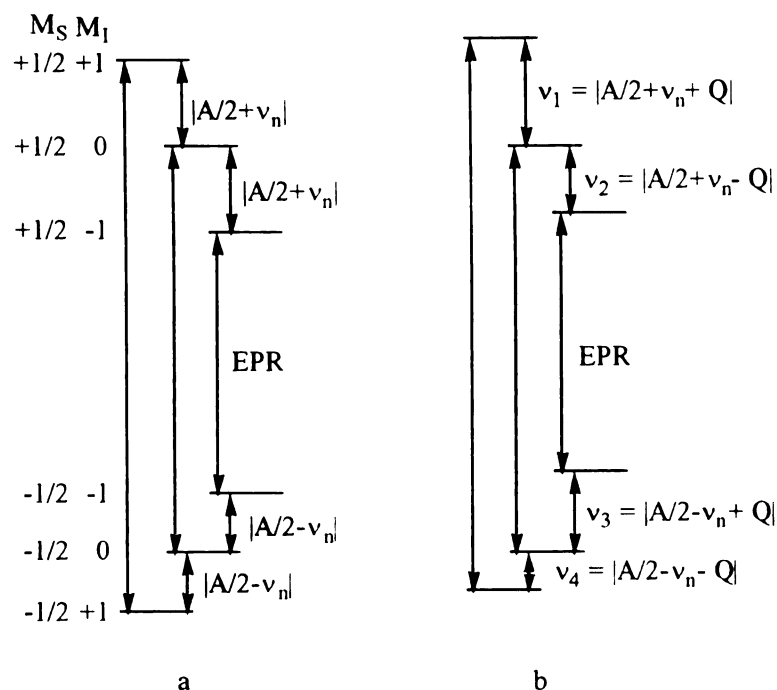 M_S M_I
+1/2 +1
|A/2+ν_n|
+1/2 0
|A/2+ν_n|
+1/2 -1
EPR
-1/2 -1
|A/2-ν_n|
-1/2 0
|A/2-ν_n|
-1/2 +1
a
ν_1 = |A/2+ν_n+ Q|
ν_2 = |A/2+ν_n- Q|
EPR
ν_3 = |A/2-ν_n+ Q|
ν_4 = |A/2-ν_n- Q|
b